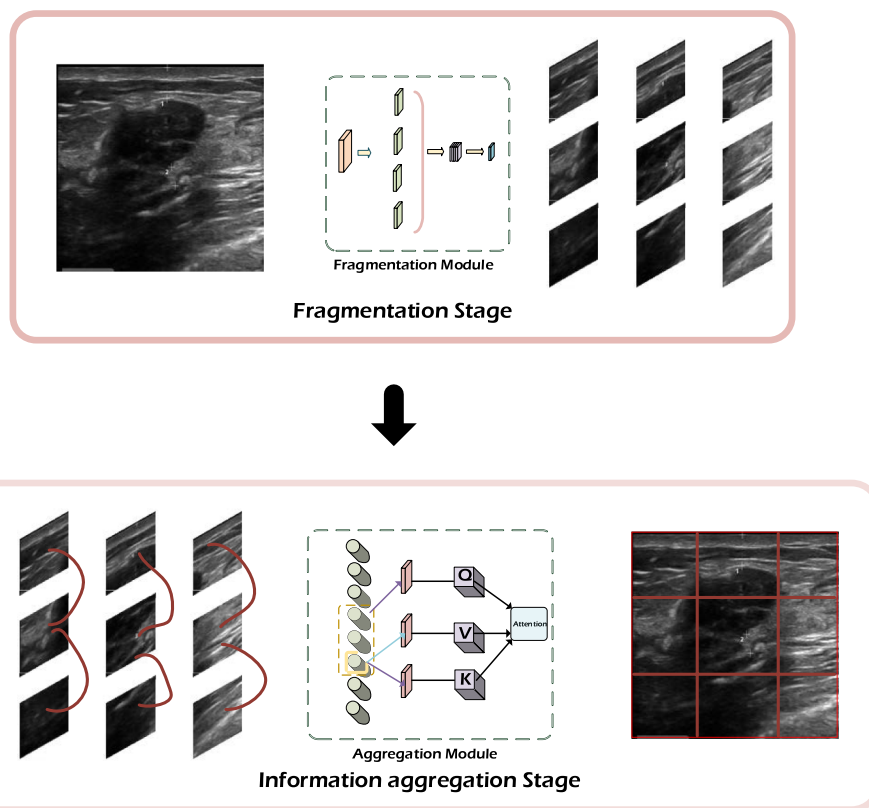 Fragmentation Module
Fragmentation Stage
Q
V
K
Attention
Aggregation Module
Information aggregation Stage